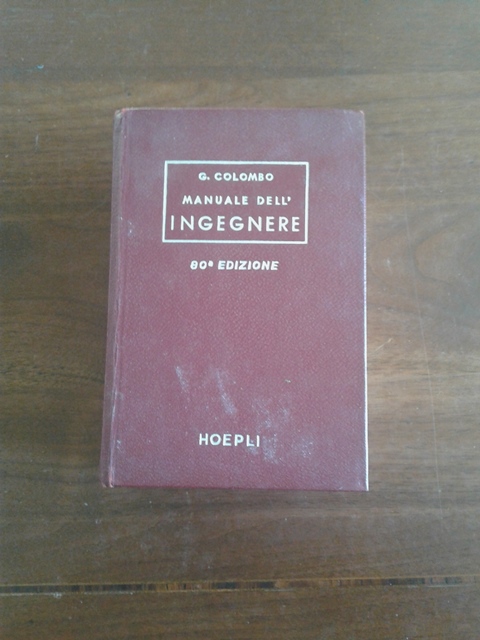 G. COLOMBO
MANUALE DELL'
INGEGNERE
80ª EDIZIONE
HOEPLI